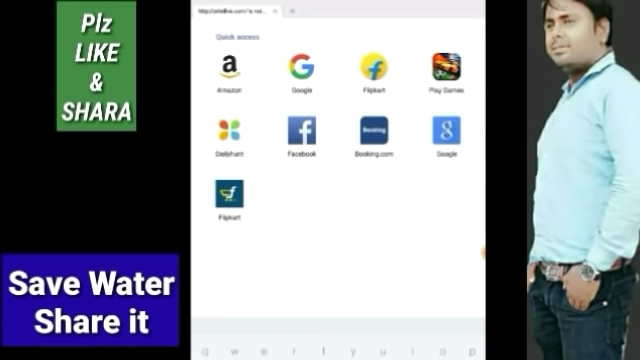 Plz
LIKE
&
SHARA
Quick access
Amazon
Google
Flipkart
Play Games
Booking
Dailyhunt
Facebook
Booking.com
Google
Flipkart
Save Water
Share it
q w e r t y u i o p